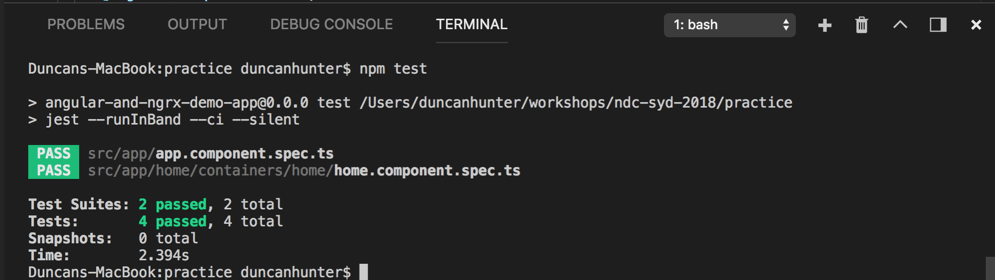 PROBLEMS OUTPUT DEBUG CONSOLE TERMINAL 1: bash
Duncans-MacBook:practice duncanhunter$ npm test
> angular-and-ngrx-demo-app@0.0.0 test /Users/duncanhunter/workshops/ndc-syd-2018/practice
> jest --runInBand --ci --silent
PASS src/app/app.component.spec.ts
PASS src/app/home/containers/home/home.component.spec.ts
Test Suites: 2 passed, 2 total
Tests: 4 passed, 4 total
Snapshots: 0 total
Time: 2.394s
Duncans-MacBook:practice duncanhunter$